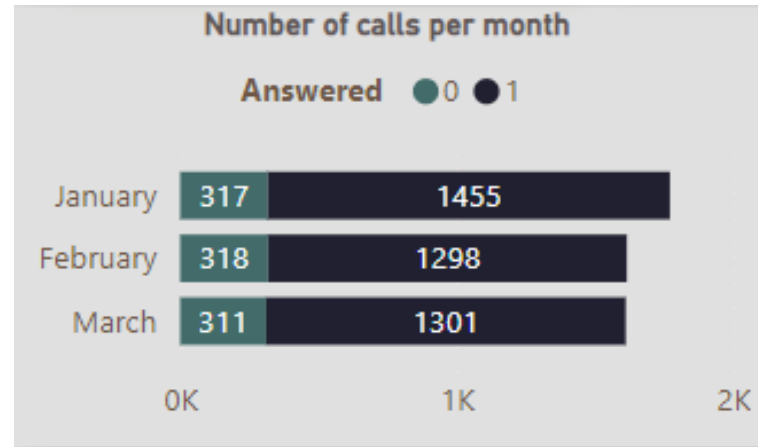 Number of calls per month
Answered 0 1
January 317 1455
February 318 1298
March 311 1301
0K 1K 2K